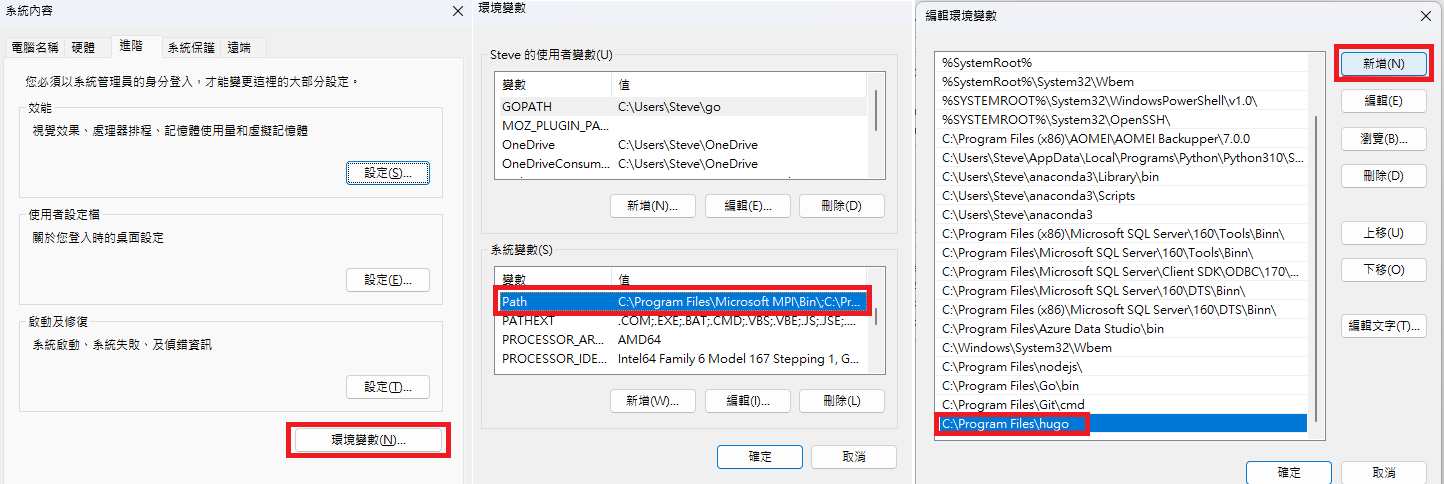 系統內容
電腦名稱 硬體 進階 系統保護 遠端
您必須以系統管理員的身分登入，才能變更這裡的大部分設定。
效能
視覺效果、處理器排程、記憶體使用量和虛擬記憶體
設定(S)...
使用者設定檔
關於您登入時的桌面設定
設定(E)...
啟動及修復
系統啟動、系統失敗、及偵錯資訊
設定(T)...
環境變數(N)...
環境變數
Steve 的使用者變數(U)
變數 值
GOPATH C:\Users\Steve\go
MOZ_PLUGIN_PA...
OneDrive C:\Users\Steve\OneDrive
OneDriveConsum... C:\Users\Steve\OneDrive
新增(N)... 編輯(E)... 刪除(D)
系統變數(S)
變數 值
Path C:\Program Files\Microsoft MPI\Bin\;C:\Pr...
PATHEXT .COM;.EXE;.BAT;.CMD;.VBS;.VBE;.JS;.JSE;....
PROCESSOR_AR... AMD64
PROCESSOR_IDE... Intel64 Family 6 Model 167 Stepping 1, G...
新增(W)... 編輯(I)... 刪除(L)
確定 取消
編輯環境變數
%SystemRoot%
%SystemRoot%\System32\Wbem
%SYSTEMROOT%\System32\WindowsPowerShell\v1.0\
%SYSTEMROOT%\System32\OpenSSH\
C:\Program Files (x86)\AOMEI\AOMEI Backupper\7.0.0
C:\Users\Steve\AppData\Local\Programs\Python\Python310\S...
C:\Users\Steve\anaconda3\Library\bin
C:\Users\Steve\anaconda3\Scripts
C:\Users\Steve\anaconda3
C:\Program Files (x86)\Microsoft SQL Server\160\Tools\Binn\
C:\Program Files\Microsoft SQL Server\160\Tools\Binn\
C:\Program Files\Microsoft SQL Server\Client SDK\ODBC\170\...
C:\Program Files\Microsoft SQL Server\160\DTS\Binn\
C:\Program Files (x86)\Microsoft SQL Server\160\DTS\Binn\
C:\Program Files\Azure Data Studio\bin
C:\Windows\System32\Wbem
C:\Program Files\nodejs\
C:\Program Files\Go\bin
C:\Program Files\Git\cmd
C:\Program Files\hugo
新增(N)
編輯(E)
瀏覽(B)...
刪除(D)
上移(U)
下移(O)
編輯文字(T)...
確定 取消